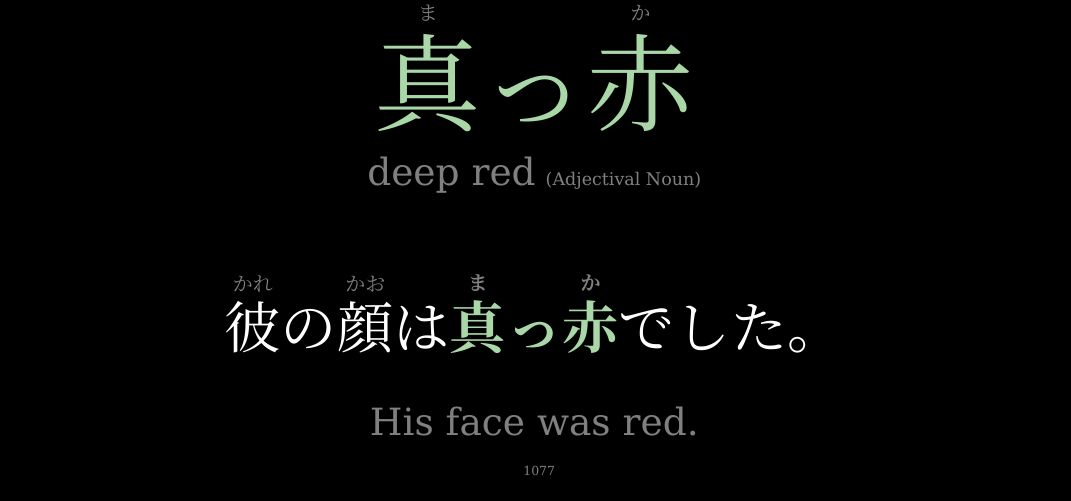 ま か
真っ赤
deep red (Adjectival Noun)
かれ かお ま か
彼の顔は真っ赤でした。
His face was red.
1077